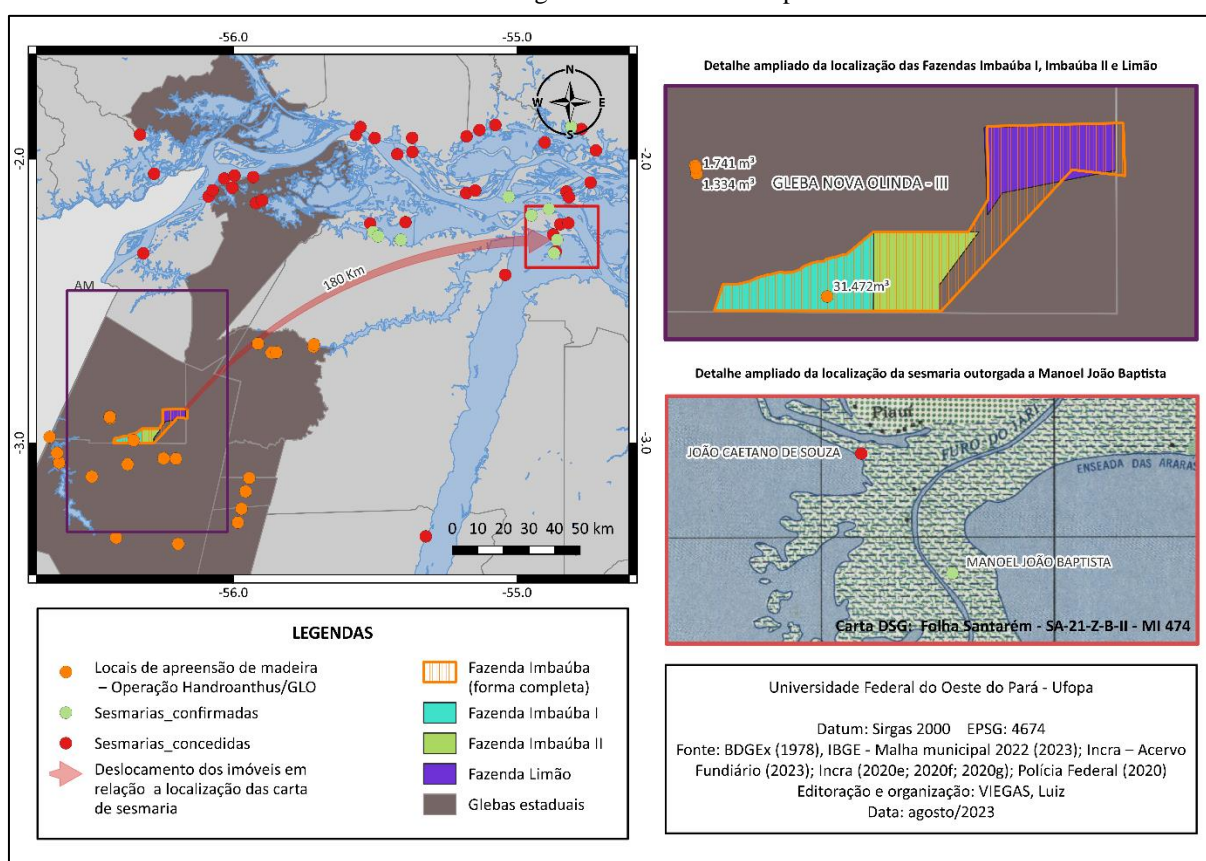 -56.0
-55.0
-2.0
-2.0
-3.0
-3.0
-56.0
-55.0
N
W E
S
AM
180 Km
0 10 20 30 40 50 km
Detalhe ampliado da localização das Fazendas Imbaúba I, Imbaúba II e Limão
1.741 m³
1.334 m³
GLEBA NOVA OLINDA - III
31.472m³
Detalhe ampliado da localização da sesmaria outorgada a Manoel João Baptista
Piauí
JOÃO CAETANO DE SOUZA
FURO DO JARI
ENSEADA DAS ARARAS
MANOEL JOÃO BAPTISTA
Carta DSG: Folha Santarém - SA-21-Z-B-II - MI 474
LEGENDAS
Locais de apreensão de madeira
– Operação Handroanthus/GLO
Sesmarias_confirmadas
Sesmarias_concedidas
Deslocamento dos imóveis em
relação a localização das carta
de sesmaria
Fazenda Imbaúba
(forma completa)
Fazenda Imbaúba I
Fazenda Imbaúba II
Fazenda Limão
Glebas estaduais
Universidade Federal do Oeste do Pará - Ufopa
Datum: Sirgas 2000 EPSG: 4674
Fonte: BDGEx (1978), IBGE - Malha municipal 2022 (2023); Incra – Acervo
Fundiário (2023); Incra (2020e; 2020f; 2020g); Polícia Federal (2020)
Editoração e organização: VIEGAS, Luiz
Data: agosto/2023